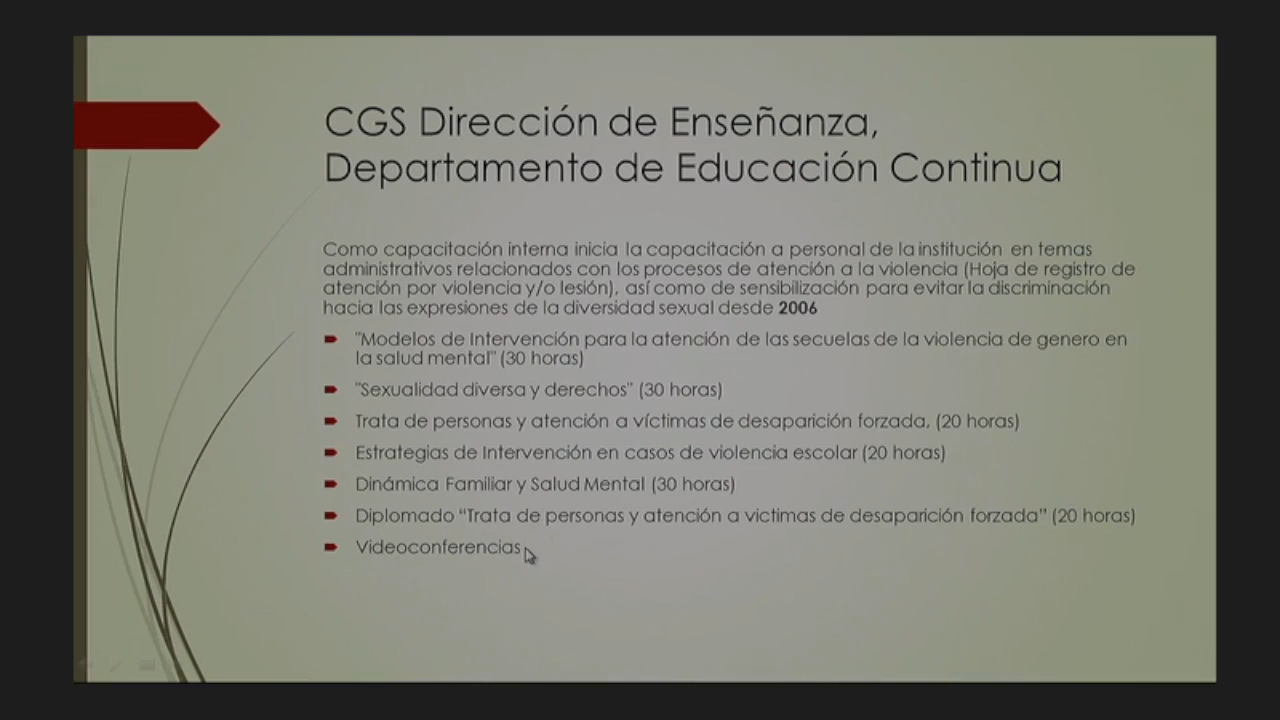 CGS Dirección de Enseñanza,
Departamento de Educación Continua
Como capacitación interna inicia la capacitación a personal de la institución en temas
administrativos relacionados con los procesos de atención a la violencia (Hoja de registro de
atención por violencia y/o lesión), así como de sensibilización para evitar la discriminación
hacia las expresiones de la diversidad sexual desde 2006
"Modelos de Intervención para la atención de las secuelas de la violencia de genero en
la salud mental" (30 horas)
"Sexualidad diversa y derechos" (30 horas)
Trata de personas y atención a víctimas de desaparición forzada, (20 horas)
Estrategias de Intervención en casos de violencia escolar (20 horas)
Dinámica Familiar y Salud Mental (30 horas)
Diplomado “Trata de personas y atención a victimas de desaparición forzada” (20 horas)
Videoconferencias